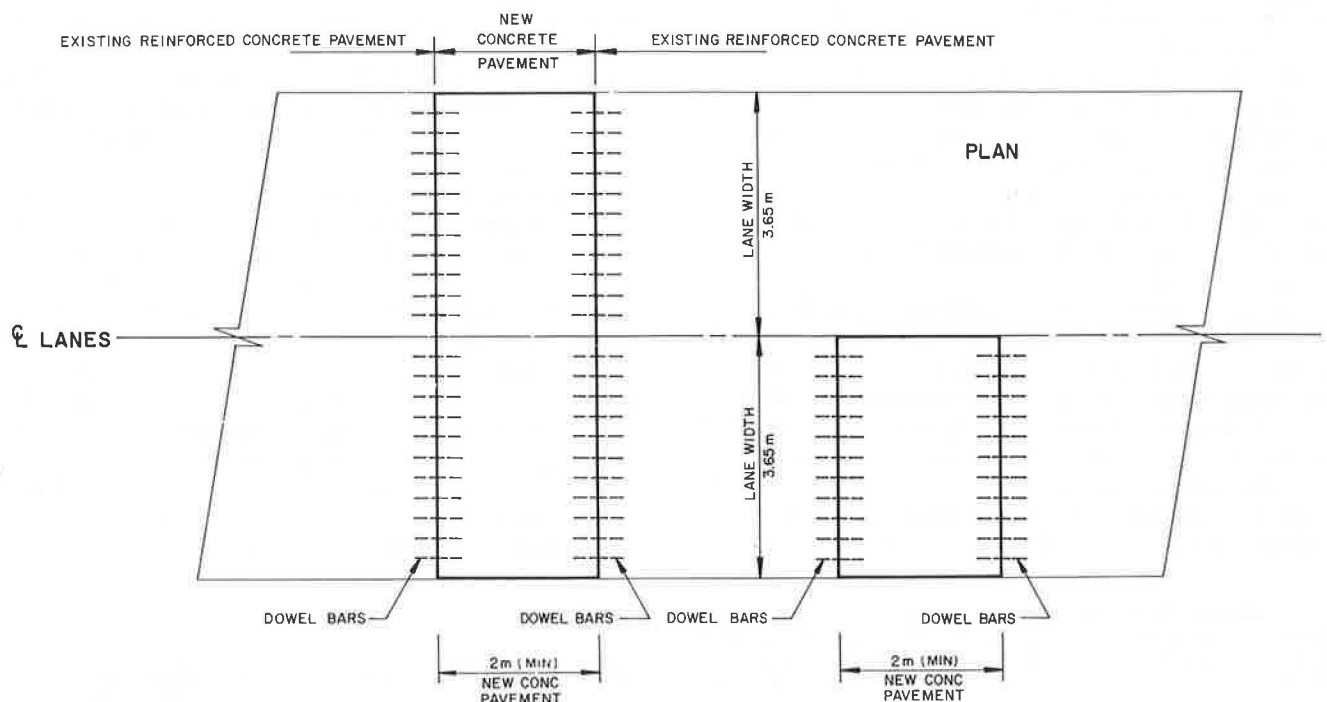 NEW
EXISTING REINFORCED CONCRETE PAVEMENT
CONCRETE
EXISTING REINFORCED CONCRETE PAVEMENT
PAVEMENT
PLAN
LANE WIDTH
3.65 m
℄ LANES
LANE WIDTH
3.65 m
DOWEL BARS
DOWEL BARS
DOWEL BARS
DOWEL BARS
2m (MIN)
NEW CONC
PAVEMENT
2m (MIN)
NEW CONC
PAVEMENT